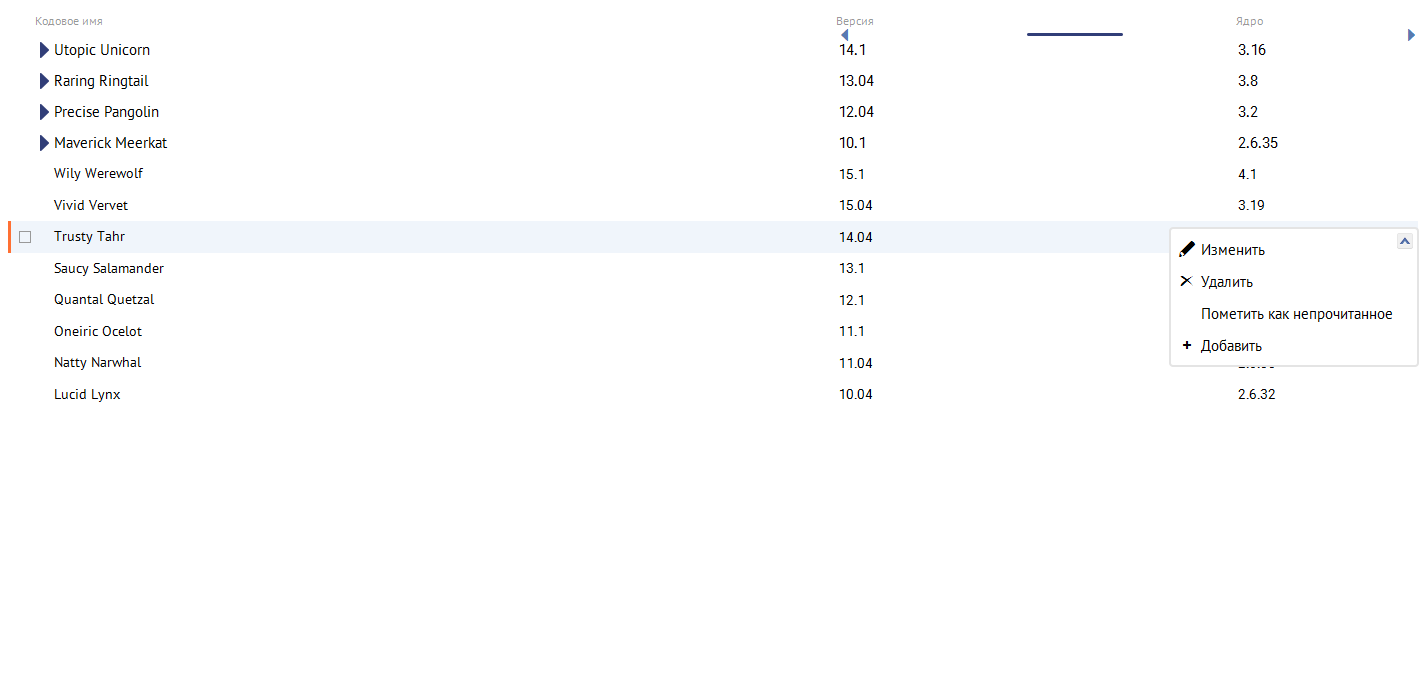 Кодовое имя Версия Ядро
Utopic Unicorn 14.1 3.16
Raring Ringtail 13.04 3.8
Precise Pangolin 12.04 3.2
Maverick Meerkat 10.1 2.6.35
Wily Werewolf 15.1 4.1
Vivid Vervet 15.04 3.19
Trusty Tahr 14.04
Изменить
Saucy Salamander 13.1
Удалить
Quantal Quetzal 12.1
Пометить как непрочитанное
Oneiric Ocelot 11.1
Добавить
Natty Narwhal 11.04
Lucid Lynx 10.04 2.6.32